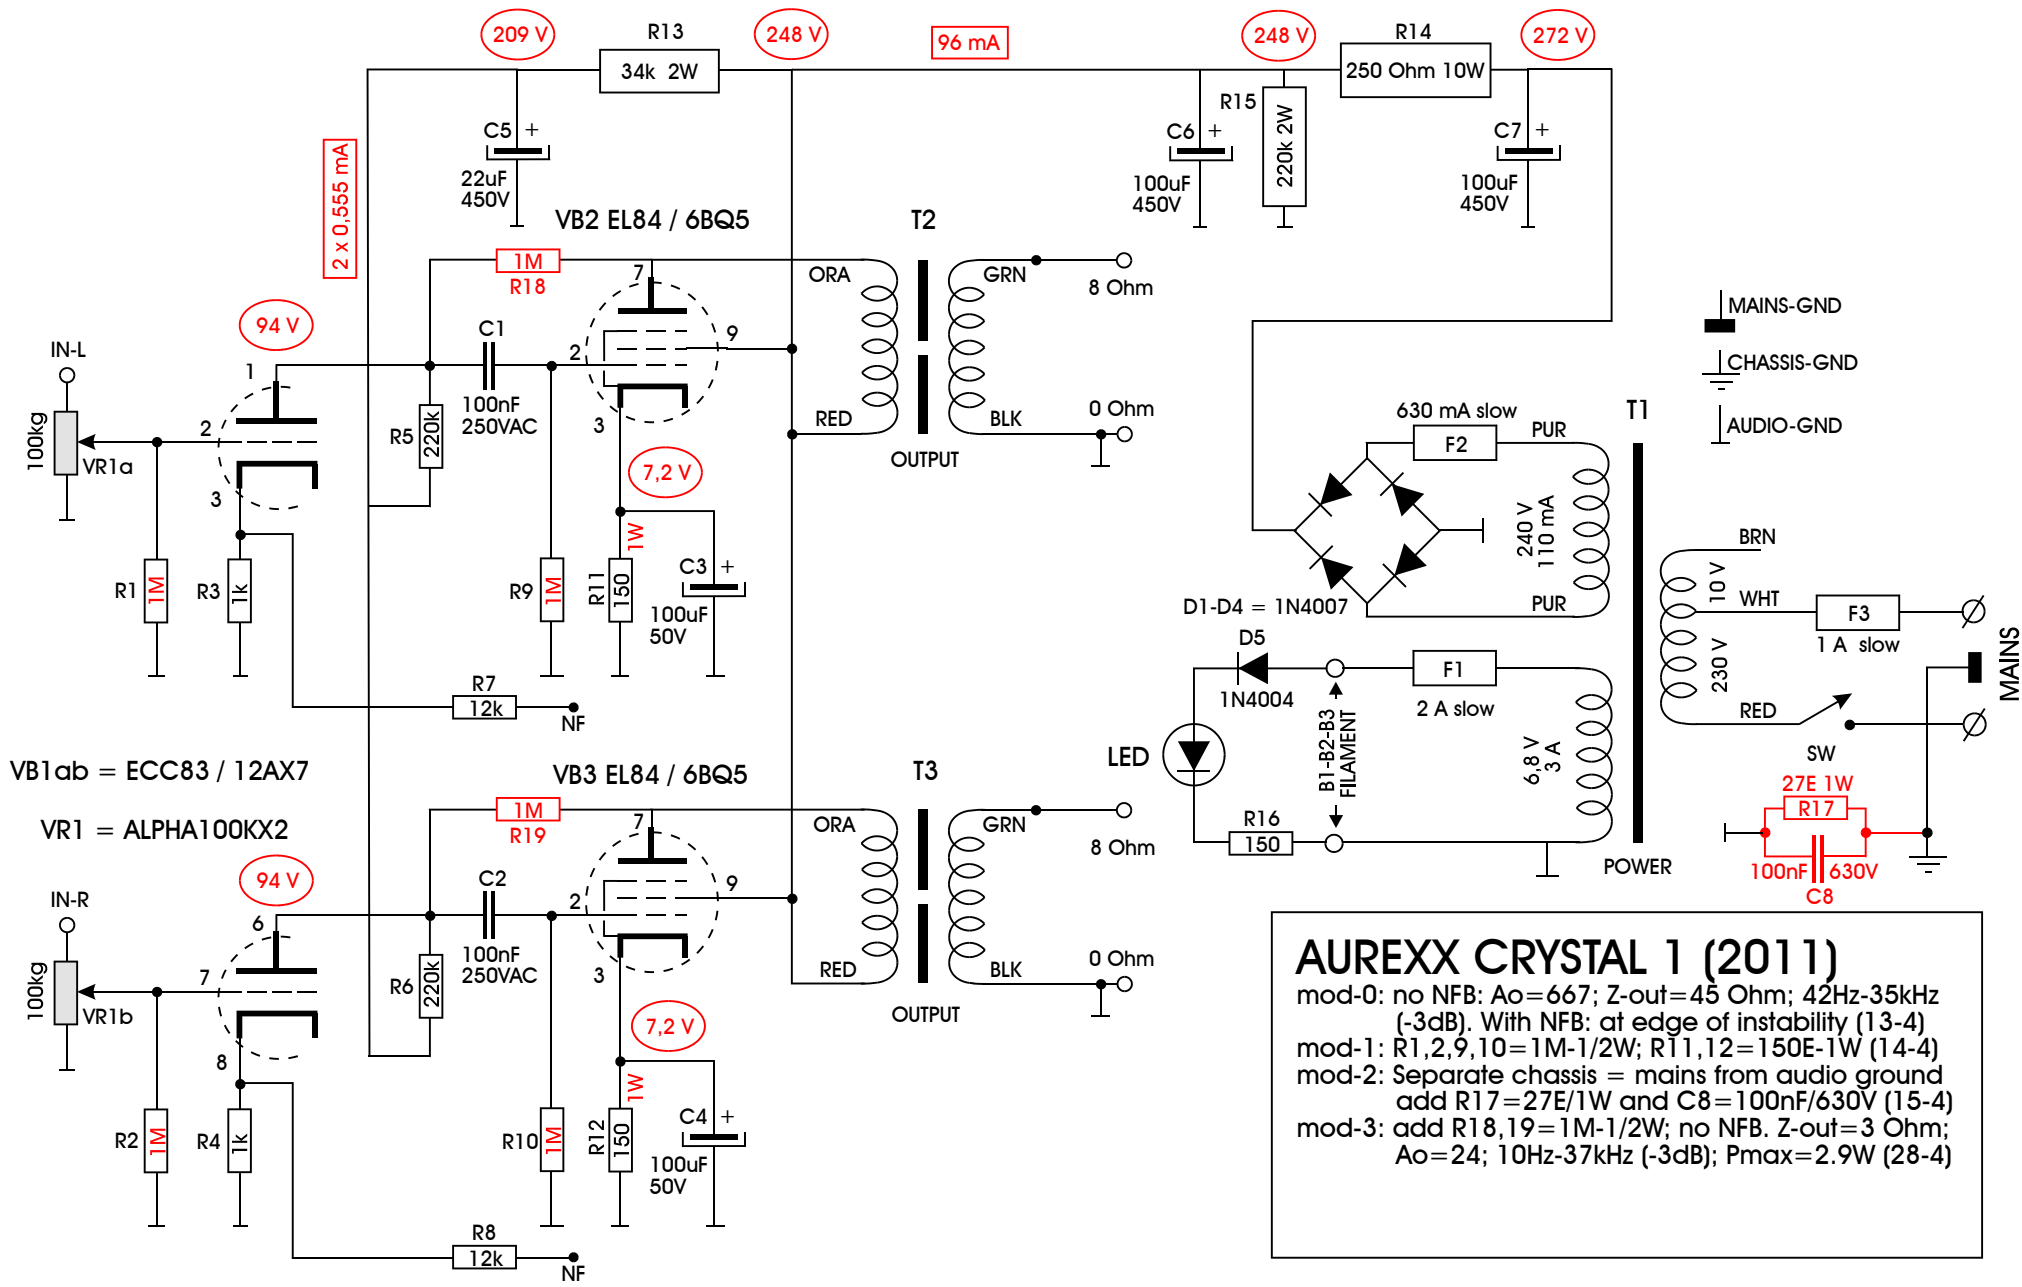 209 V
R13
34k 2W
248 V
96 mA
248 V
R14
250 Ohm 10W
272 V
R15
220k 2W
C5 +
22uF
450V
C6 +
100uF
450V
C7 +
100uF
450V
2 x 0,555 mA
VB2 EL84 / 6BQ5
T2
1M
R18
7
ORA
GRN
8 Ohm
94 V
C1
9
2
IN-L
1
100nF
250VAC
100kg
VR1a
2
R5
220k
3
RED
BLK
0 Ohm
OUTPUT
7,2 V
3
1W
R1
1M
R3
1k
R9
1M
R11
150
C3 +
100uF
50V
R7
12k
NF
MAINS-GND
CHASSIS-GND
AUDIO-GND
630 mA slow
F2
PUR
T1
240 V
110 mA
PUR
D1-D4 = 1N4007
BRN
10 V
WHT
F3
1 A slow
230 V
RED
SW
MAINS
D5
1N4004
F1
2 A slow
LED
B1-B2-B3
FILAMENT
6,8 V
3 A
R16
150
POWER
27E 1W
R17
100nF
630V
C8
VB1ab = ECC83 / 12AX7
VR1 = ALPHA100KX2
VB3 EL84 / 6BQ5
T3
1M
R19
7
ORA
GRN
8 Ohm
94 V
C2
9
2
IN-R
6
100nF
250VAC
100kg
VR1b
7
R6
220k
3
RED
BLK
0 Ohm
OUTPUT
7,2 V
8
1W
R2
1M
R4
1k
R10
1M
R12
150
C4 +
100uF
50V
R8
12k
NF
AUREXX CRYSTAL 1 (2011)
mod-0: no NFB: Ao=667; Z-out=45 Ohm; 42Hz-35kHz
(-3dB). With NFB: at edge of instability (13-4)
mod-1: R1,2,9,10=1M-1/2W; R11,12=150E-1W (14-4)
mod-2: Separate chassis = mains from audio ground
add R17=27E/1W and C8=100nF/630V (15-4)
mod-3: add R18,19=1M-1/2W; no NFB. Z-out=3 Ohm;
Ao=24; 10Hz-37kHz (-3dB); Pmax=2.9W (28-4)